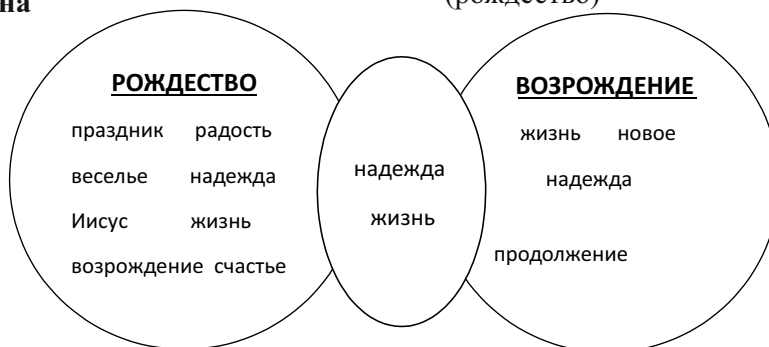 на
(рождество)
РОЖДЕСТВО
праздник радость
веселье надежда
Иисус жизнь
возрождение счастье
надежда
жизнь
ВОЗРОЖДЕНИЕ
жизнь новое
надежда
продолжение